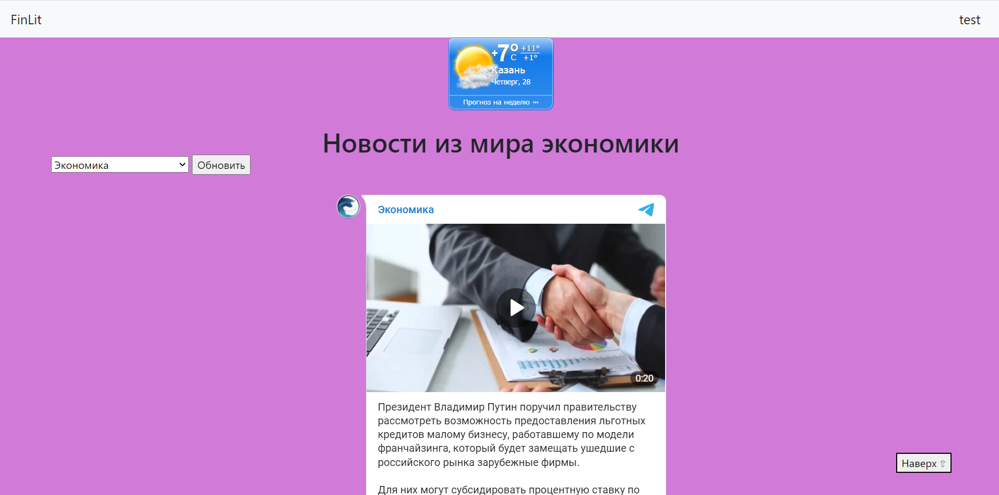 FinLit
test
+7°C
+11°
+1°
Казань
Четверг, 28
Прогноз на неделю ›››
Новости из мира экономики
Экономика
Обновить
Экономика
0:20
Президент Владимир Путин поручил правительству
рассмотреть возможность предоставления льготных
кредитов малому бизнесу, работавшему по модели
франчайзинга, который будет замещать ушедшие с
российского рынка зарубежные фирмы.
Для них могут субсидировать процентную ставку по
Наверх ⇧